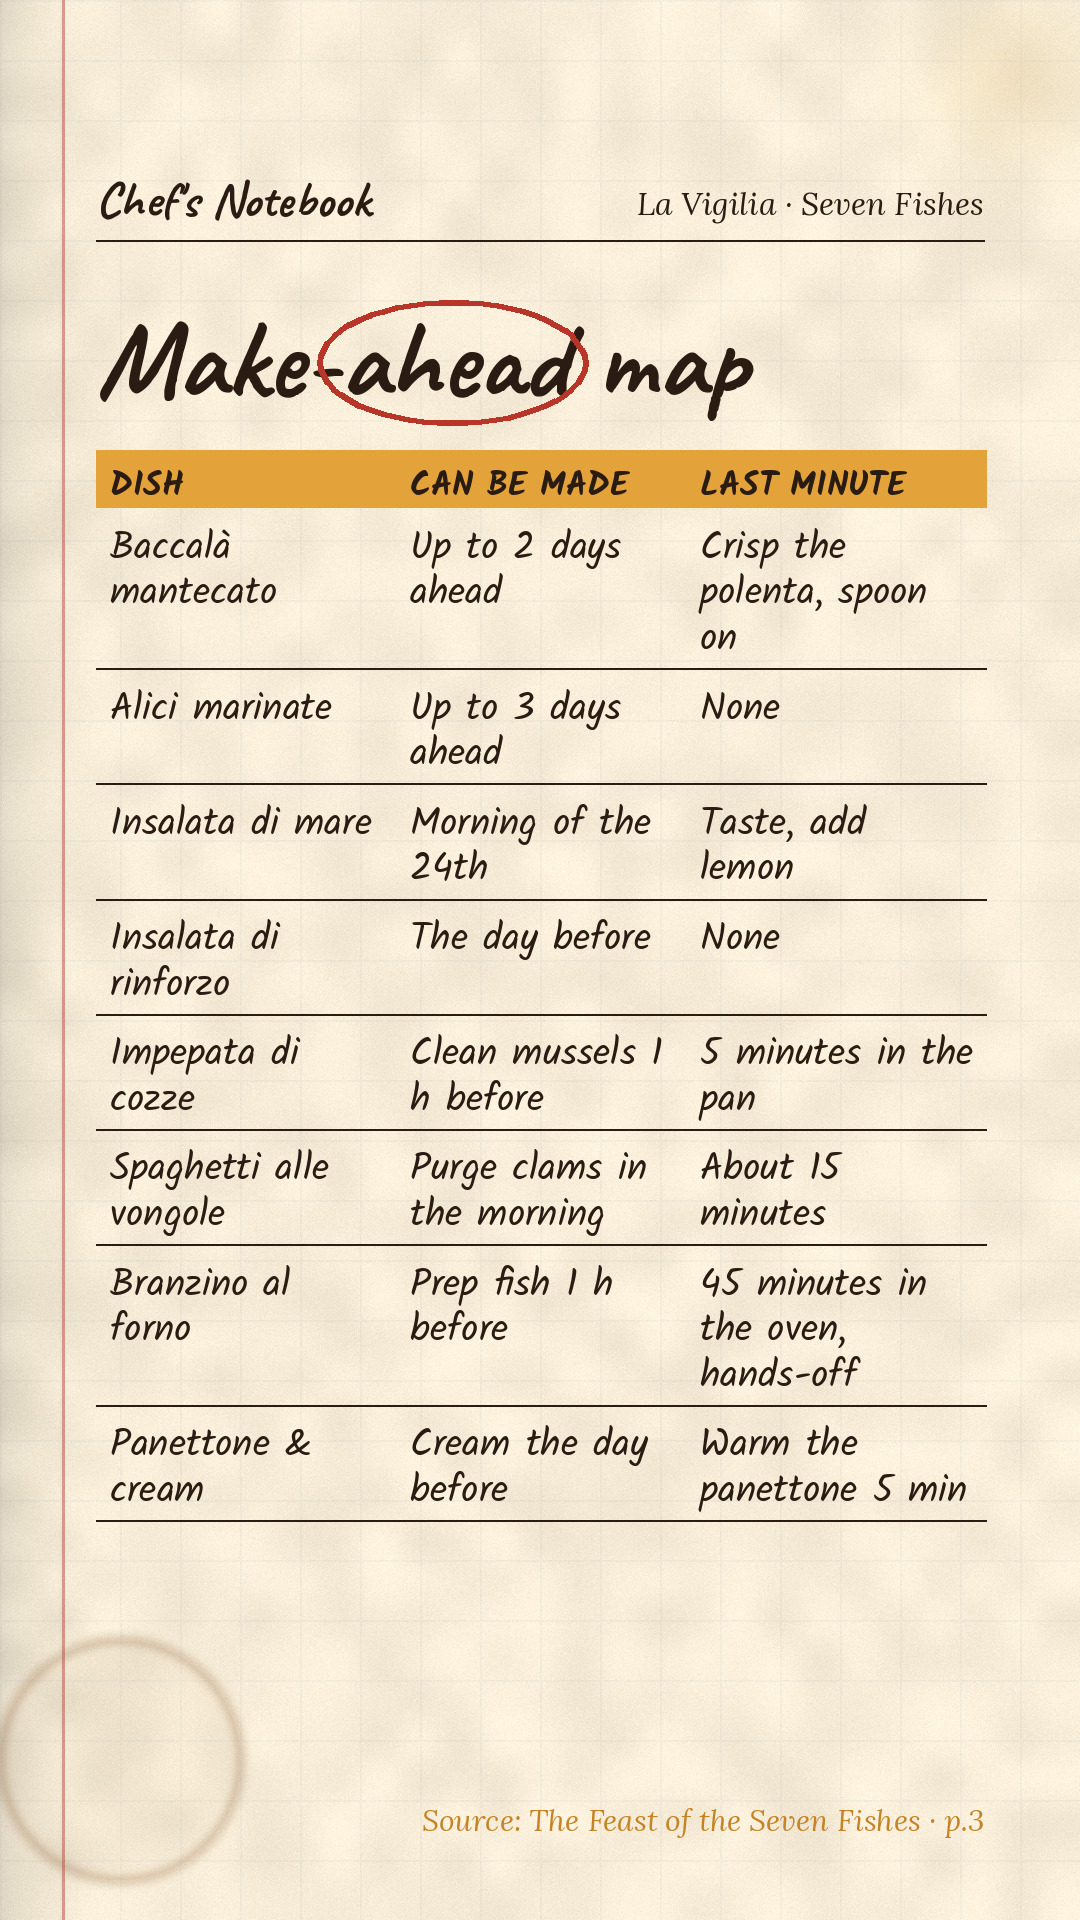 Chef's Notebook
La Vigilia · Seven Fishes
Make-ahead map
DISH CAN BE MADE LAST MINUTE
Baccalà mantecato Up to 2 days ahead Crisp the polenta, spoon on
Alici marinate Up to 3 days ahead None
Insalata di mare Morning of the 24th Taste, add lemon
Insalata di rinforzo The day before None
Impepata di cozze Clean mussels 1 h before 5 minutes in the pan
Spaghetti alle vongole Purge clams in the morning About 15 minutes
Branzino al forno Prep fish 1 h before 45 minutes in the oven, hands-off
Panettone & cream Cream the day before Warm the panettone 5 min
Source: The Feast of the Seven Fishes · p.3